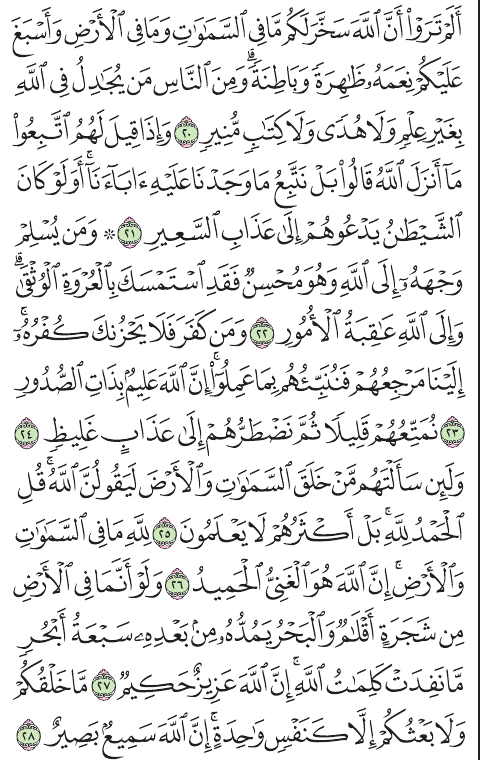 أَلَمْ تَرَوْا۟ أَنَّ ٱللَّهَ سَخَّرَ لَكُم مَّا فِى ٱلسَّمَٰوَٰتِ وَمَا فِى ٱلْأَرْضِ وَأَسْبَغَ
عَلَيْكُمْ نِعَمَهُۥ ظَٰهِرَةً وَبَاطِنَةً ۗ وَمِنَ ٱلنَّاسِ مَن يُجَٰدِلُ فِى ٱللَّهِ
بِغَيْرِ عِلْمٍ وَلَا هُدًى وَلَا كِتَٰبٍ مُّنِيرٍ ٢٠ وَإِذَا قِيلَ لَهُمُ ٱتَّبِعُوا۟
مَآ أَنزَلَ ٱللَّهُ قَالُوا۟ بَلْ نَتَّبِعُ مَا وَجَدْنَا عَلَيْهِ ءَابَآءَنَآ ۚ أَوَلَوْ كَانَ
ٱلشَّيْطَٰنُ يَدْعُوهُمْ إِلَىٰ عَذَابِ ٱلسَّعِيرِ ٢١ ۞ وَمَن يُسْلِمْ
وَجْهَهُۥٓ إِلَى ٱللَّهِ وَهُوَ مُحْسِنٌ فَقَدِ ٱسْتَمْسَكَ بِٱلْعُرْوَةِ ٱلْوُثْقَىٰ ۗ
وَإِلَى ٱللَّهِ عَٰقِبَةُ ٱلْأُمُورِ ٢٢ وَمَن كَفَرَ فَلَا يَحْزُنكَ كُفْرُهُۥٓ ۚ
إِلَيْنَا مَرْجِعُهُمْ فَنُنَبِّئُهُم بِمَا عَمِلُوٓا۟ ۚ إِنَّ ٱللَّهَ عَلِيمٌۢ بِذَاتِ ٱلصُّدُورِ
٢٣ نُمَتِّعُهُمْ قَلِيلًا ثُمَّ نَضْطَرُّهُمْ إِلَىٰ عَذَابٍ غَلِيظٍ ٢٤
وَلَئِن سَأَلْتَهُم مَّنْ خَلَقَ ٱلسَّمَٰوَٰتِ وَٱلْأَرْضَ لَيَقُولُنَّ ٱللَّهُ ۚ قُلِ
ٱلْحَمْدُ لِلَّهِ ۚ بَلْ أَكْثَرُهُمْ لَا يَعْلَمُونَ ٢٥ لِلَّهِ مَا فِى ٱلسَّمَٰوَٰتِ
وَٱلْأَرْضِ ۚ إِنَّ ٱللَّهَ هُوَ ٱلْغَنِىُّ ٱلْحَمِيدُ ٢٦ وَلَوْ أَنَّمَا فِى ٱلْأَرْضِ
مِن شَجَرَةٍ أَقْلَٰمٌ وَٱلْبَحْرُ يَمُدُّهُۥ مِنۢ بَعْدِهِۦ سَبْعَةُ أَبْحُرٍ
مَّا نَفِدَتْ كَلِمَٰتُ ٱللَّهِ ۗ إِنَّ ٱللَّهَ عَزِيزٌ حَكِيمٌ ٢٧ مَّا خَلْقُكُمْ
وَلَا بَعْثُكُمْ إِلَّا كَنَفْسٍ وَٰحِدَةٍ ۗ إِنَّ ٱللَّهَ سَمِيعٌۢ بَصِيرٌ ٢٨